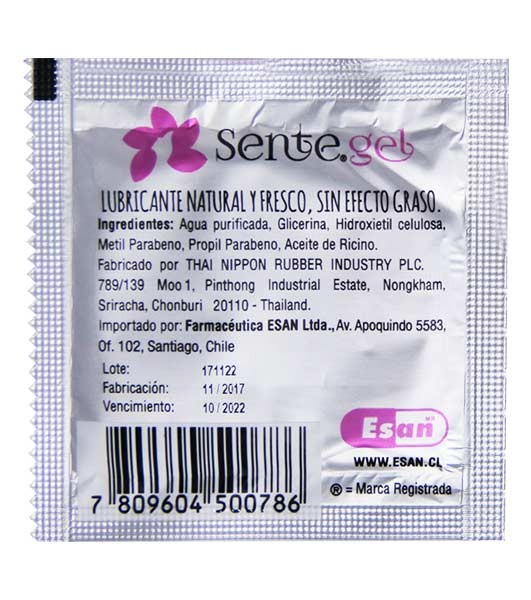 Sente® gel
LUBRICANTE NATURAL Y FRESCO, SIN EFECTO GRASO.
Ingredientes: Agua purificada, Glicerina, Hidroxietil celulosa,
Metil Parabeno, Propil Parabeno, Aceite de Ricino.
Fabricado por THAI NIPPON RUBBER INDUSTRY PLC.
789/139 Moo 1, Pinthong Industrial Estate, Nongkham,
Sriracha, Chonburi 20110 - Thailand.
Importado por: Farmacéutica ESAN Ltda., Av. Apoquindo 5583,
Of. 102, Santiago, Chile
Lote: 171122
Fabricación: 11/2017
Vencimiento: 10/2022
Esan
WWW.ESAN.CL
® = Marca Registrada
7 809604 500786